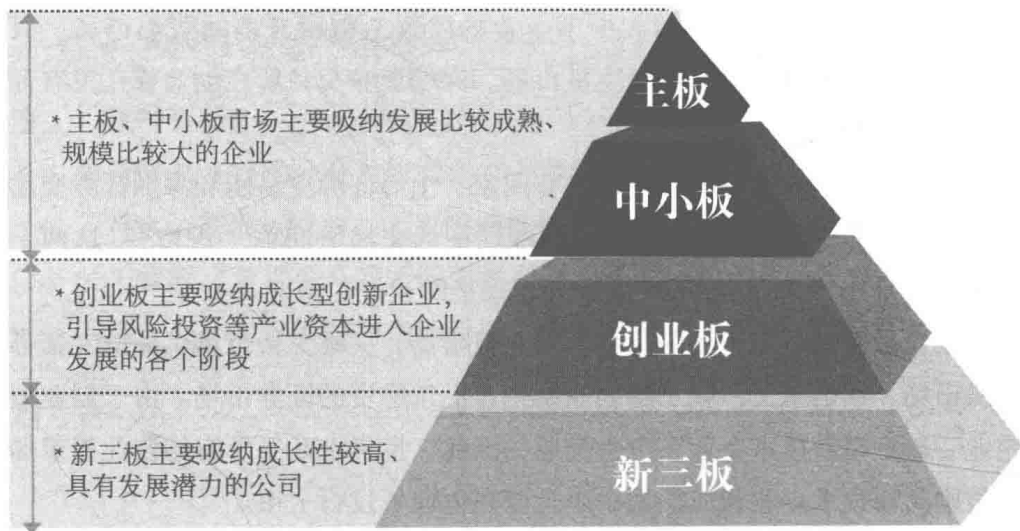 主板
* 主板、中小板市场主要吸纳发展比较成熟、
规模比较大的企业
中小板
* 创业板主要吸纳成长型创新企业，
引导风险投资等产业资本进入企业
发展的各个阶段
创业板
* 新三板主要吸纳成长性较高、
具有发展潜力的公司
新三板